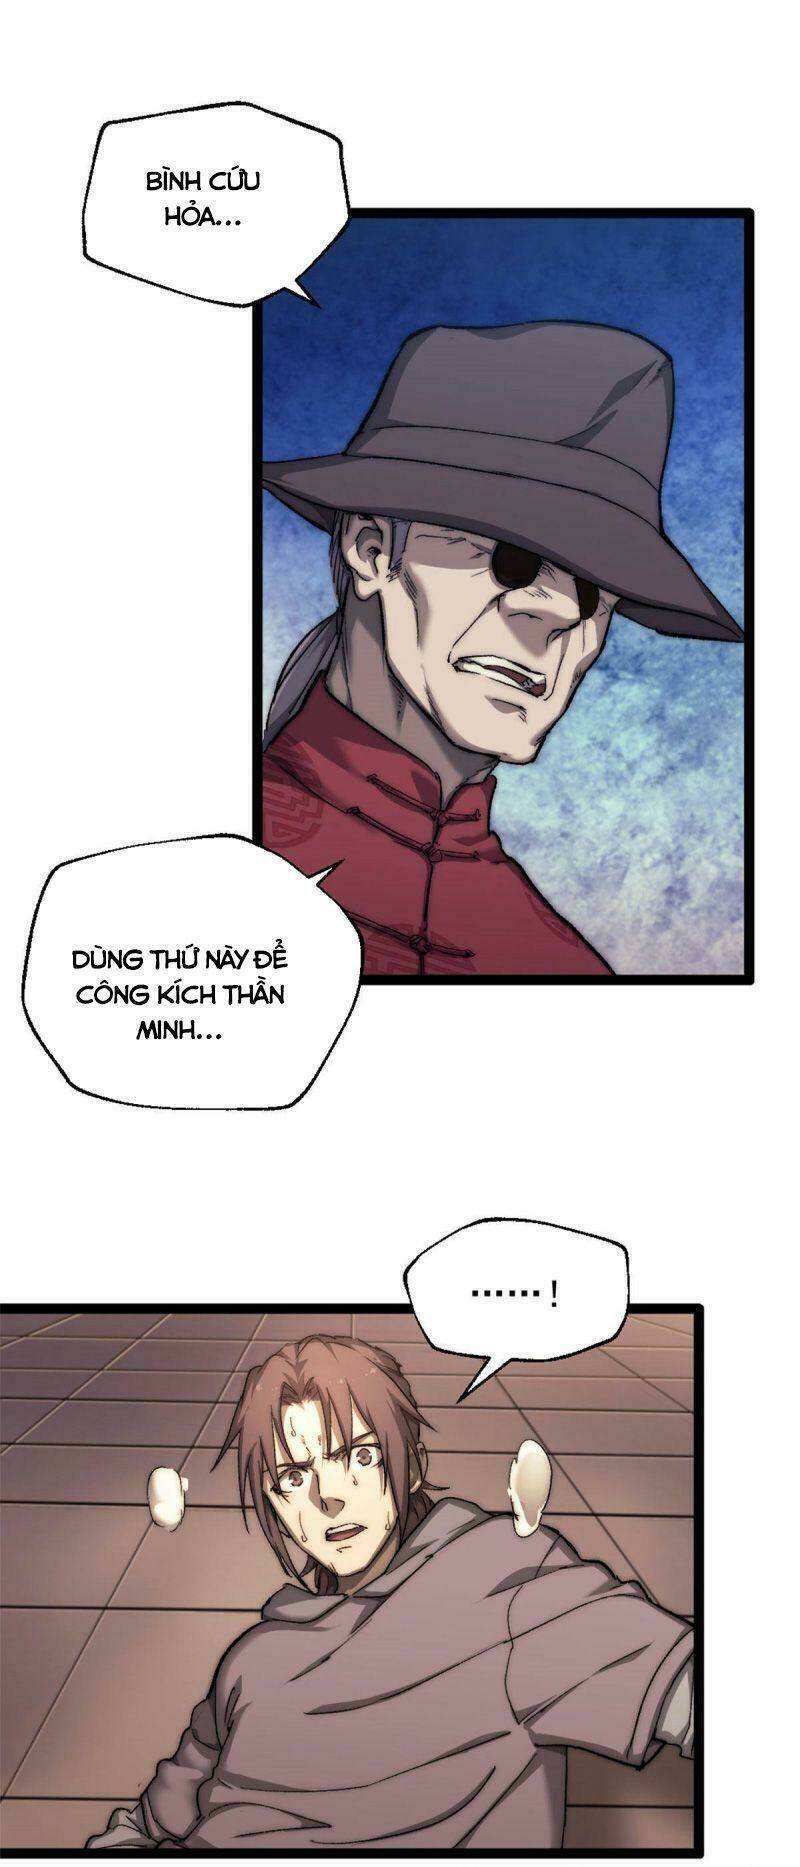 BÌNH CỨU
HỎA...
DÙNG THỨ NÀY ĐỂ
CÔNG KÍCH THẦN
MINH...
......!